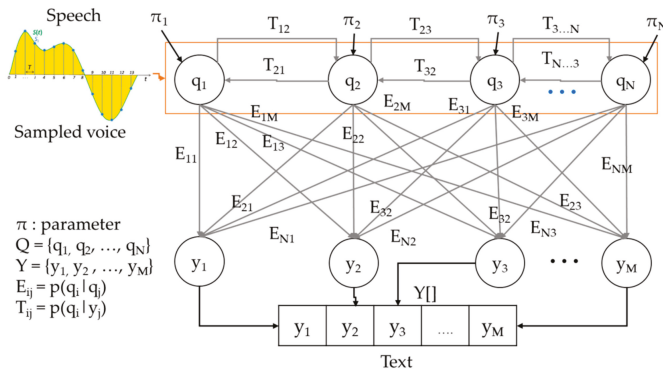 Speech
S(t)
T
t
Sampled voice
π1
π2
π3
πN
T12
T23
T3...N
T21
T32
TN...3
q1
q2
q3
...
qN
E1M
E2M
E31
E3M
E11
E12
E13
E22
ENM
E21
E32
E32
E23
EN1
EN2
EN3
y1
y2
y3
...
yM
π : parameter
Q = {q1, q2, ..., qN}
Y = {y1, y2 , ..., yM}
Eij = p(qi|qj)
Tij = p(qi|yj)
Y[]
y1 y2 y3 .... yM
Text